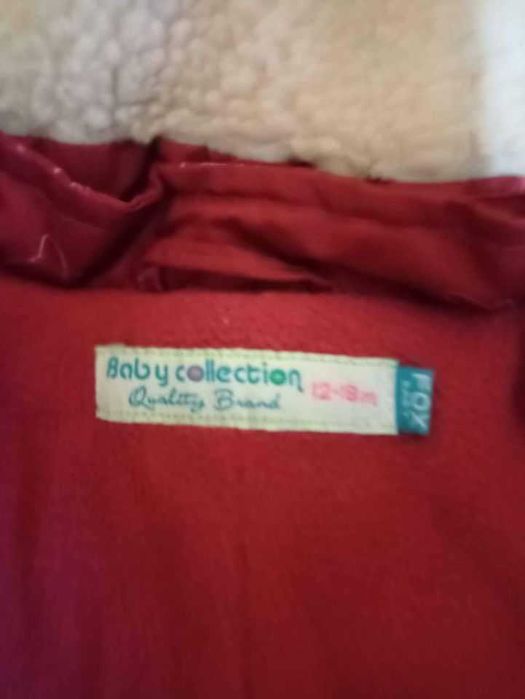 Baby collection
Quality Brand
12-18m
FOX